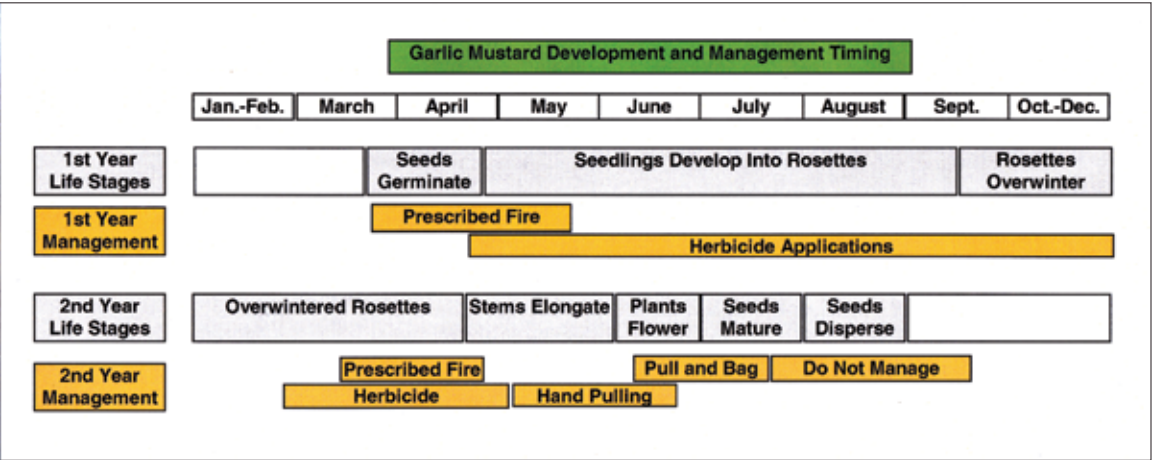 Garlic Mustard Development and Management Timing
Jan.-Feb. March April May June July August Sept. Oct.-Dec.
1st Year
Life Stages
Seeds
Germinate
Seedlings Develop Into Rosettes
Rosettes
Overwinter
1st Year
Management
Prescribed Fire
Herbicide Applications
2nd Year
Life Stages
Overwintered Rosettes
Stems Elongate
Plants
Flower
Seeds
Mature
Seeds
Disperse
2nd Year
Management
Prescribed Fire
Pull and Bag
Do Not Manage
Herbicide
Hand Pulling